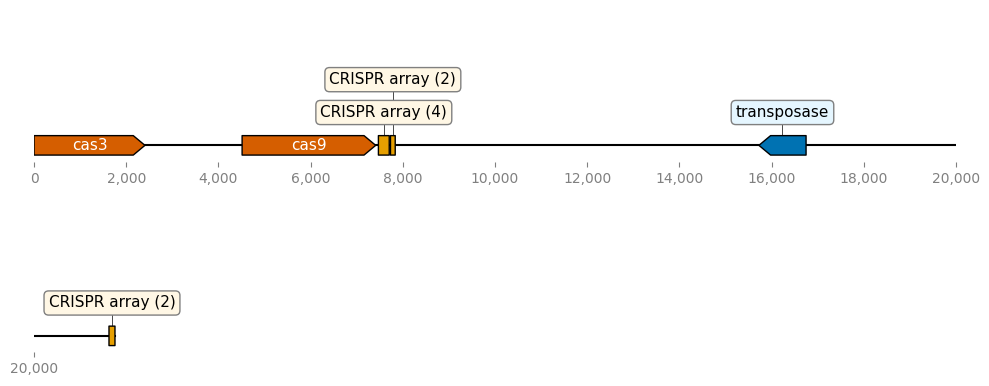 CRISPR array (2)
CRISPR array (4)
transposase
cas3
cas9
0
2,000
4,000
6,000
8,000
10,000
12,000
14,000
16,000
18,000
20,000
CRISPR array (2)
20,000